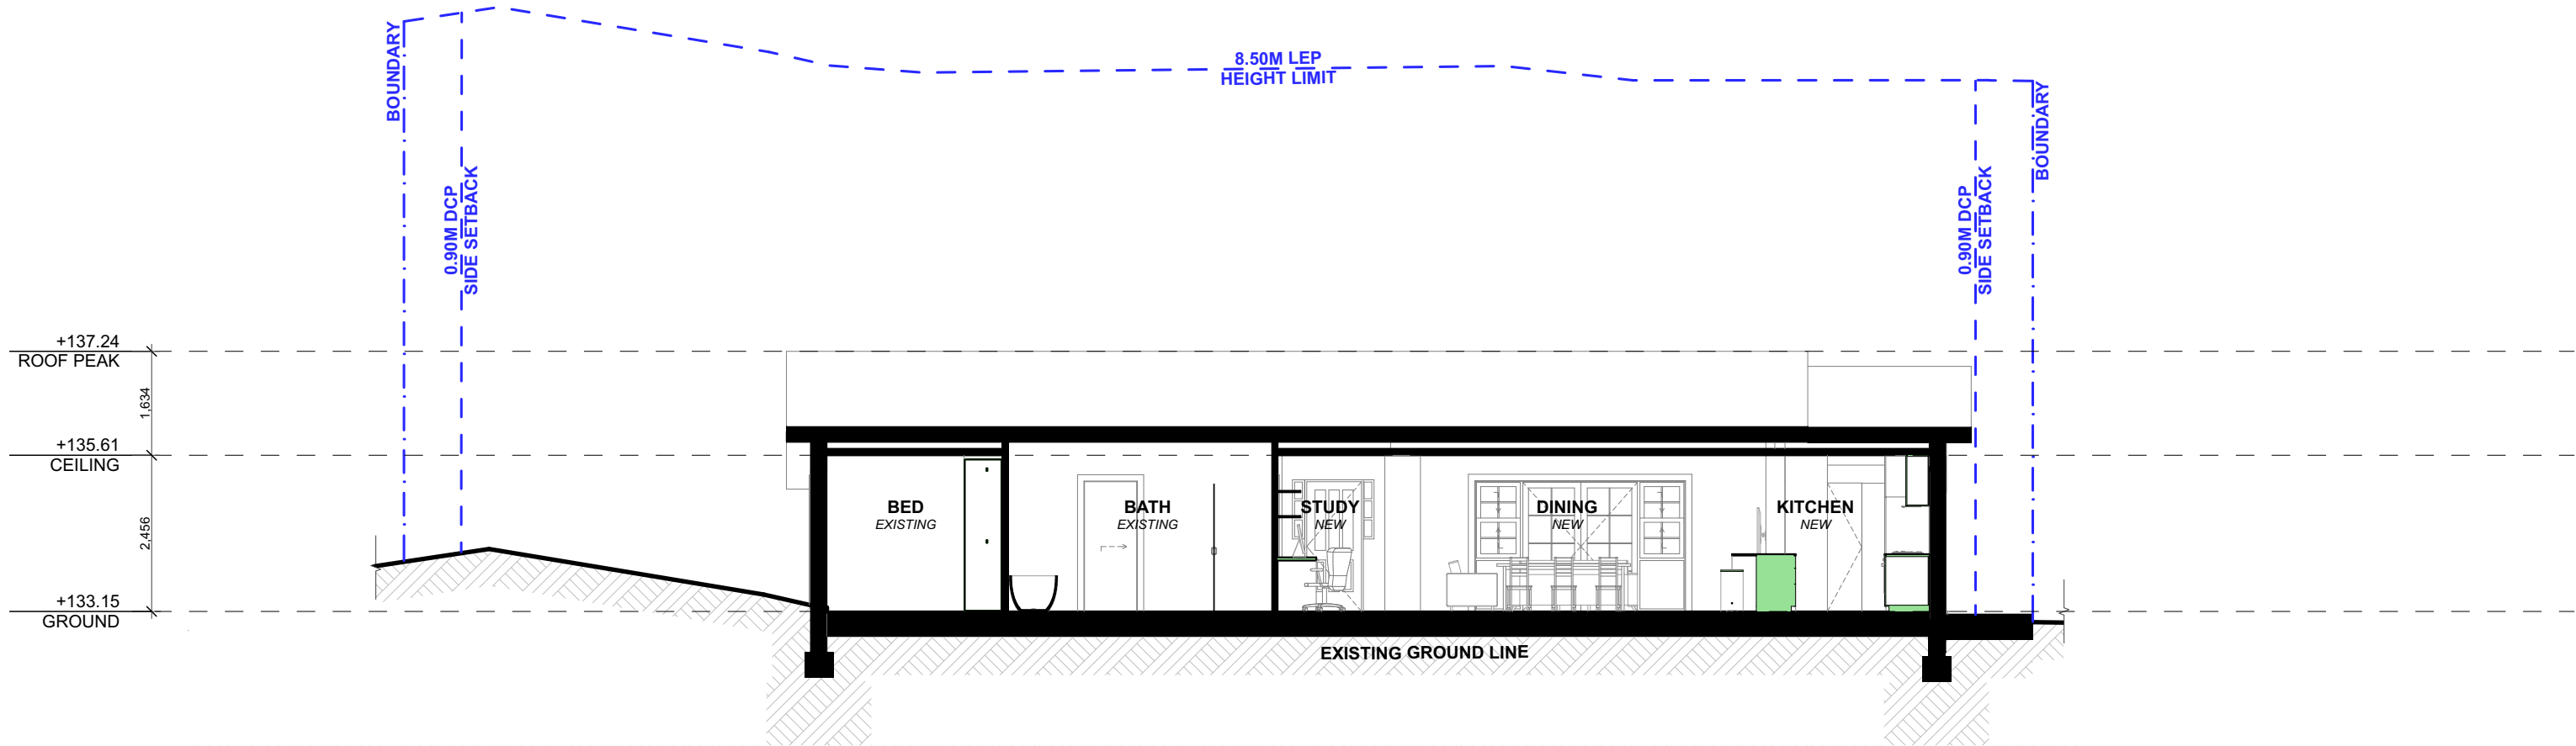 8.50M LEP
HEIGHT LIMIT
BOUNDARY
0.90M DCP
SIDE SETBACK
0.90M DCP
SIDE SETBACK
BOUNDARY
+137.24
ROOF PEAK
1,634
+135.61
CEILING
2,456
+133.15
GROUND
BED
EXISTING
BATH
EXISTING
STUDY
NEW
DINING
NEW
KITCHEN
NEW
EXISTING GROUND LINE